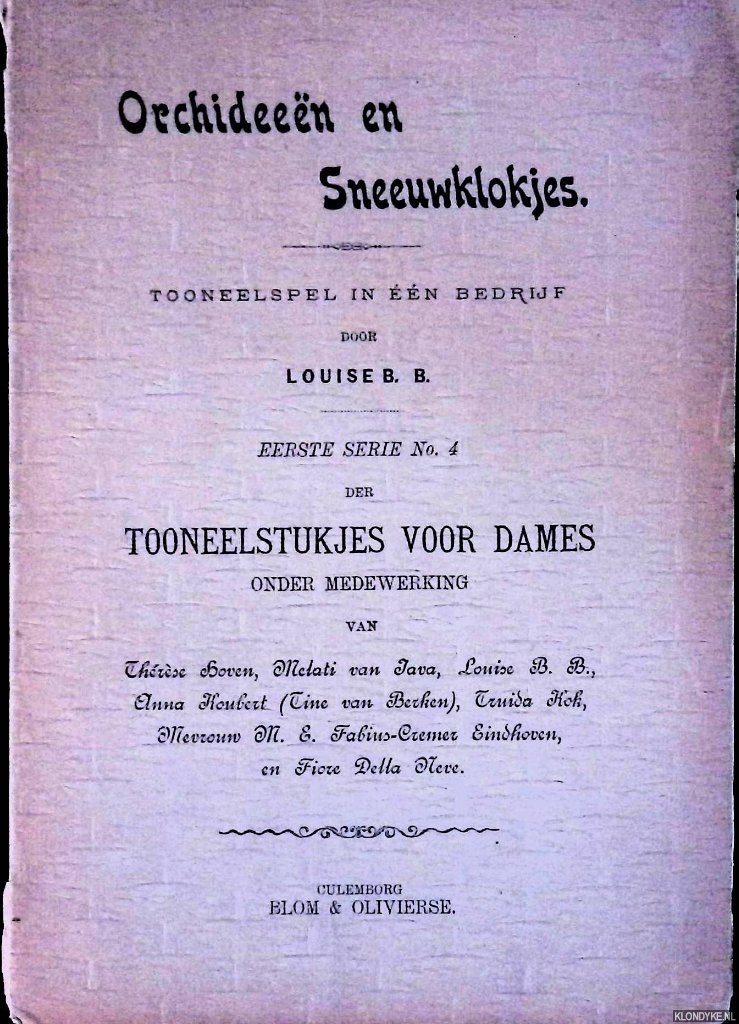 Orchideeën en
Sneeuwklokjes.
TOONEELSPEL IN ÉÉN BEDRIJF
DOOR
LOUISE B. B.
EERSTE SERIE No. 4
DER
TOONEELSTUKJES VOOR DAMES
ONDER MEDEWERKING
VAN
Thérèse Hoven, Melati van Java, Louise B. B.,
Anna Koubert (Tine van Berken), Truida Kok,
Mevrouw M. E. Fabius-Cremer Eindhoven,
en Fiore Della Neve.
CULEMBORG
BLOM & OLIVIERSE.
KLONDYKE.NL